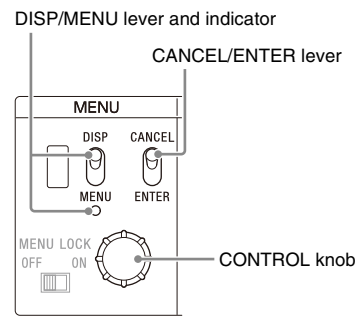 DISP/MENU lever and indicator
CANCEL/ENTER lever
MENU
DISP CANCEL
MENU ENTER
MENU LOCK
OFF ON
CONTROL knob